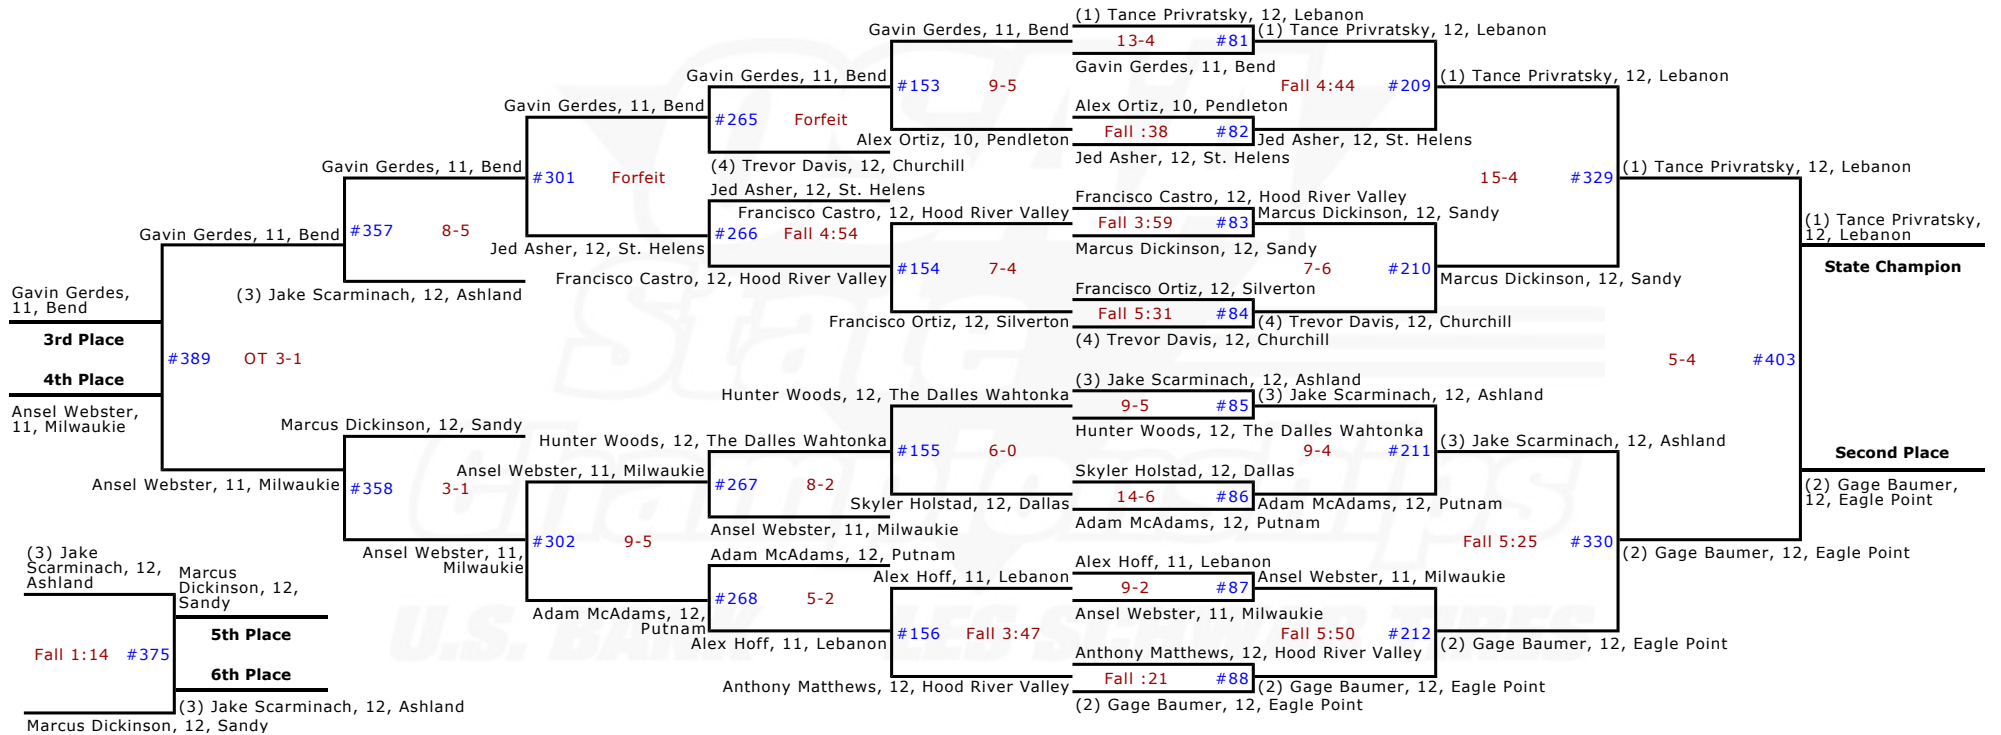 (1) Tance Privratsky, 12, Lebanon
Gavin Gerdes, 11, Bend
13-4 #81
(1) Tance Privratsky, 12, Lebanon
Gavin Gerdes, 11, Bend
Gavin Gerdes, 11, Bend
#153 9-5
Fall 4:44 #209
(1) Tance Privratsky, 12, Lebanon
Gavin Gerdes, 11, Bend
Alex Ortiz, 10, Pendleton
#265 Forfeit
Fall :38 #82
Alex Ortiz, 10, Pendleton
Jed Asher, 12, St. Helens
Jed Asher, 12, St. Helens
Gavin Gerdes, 11, Bend
(4) Trevor Davis, 12, Churchill
(1) Tance Privratsky, 12, Lebanon
#301 Forfeit
15-4 #329
Jed Asher, 12, St. Helens
Francisco Castro, 12, Hood River Valley
Francisco Castro, 12, Hood River Valley
Fall 3:59 #83
Marcus Dickinson, 12, Sandy
(1) Tance Privratsky,
12, Lebanon
Gavin Gerdes, 11, Bend
#357 8-5
#266 Fall 4:54
Jed Asher, 12, St. Helens
Marcus Dickinson, 12, Sandy
State Champion
#154 7-4
7-6 #210
Francisco Castro, 12, Hood River Valley
Marcus Dickinson, 12, Sandy
Gavin Gerdes,
11, Bend
(3) Jake Scarminach, 12, Ashland
Francisco Ortiz, 12, Silverton
Fall 5:31 #84
Francisco Ortiz, 12, Silverton
(4) Trevor Davis, 12, Churchill
3rd Place
(4) Trevor Davis, 12, Churchill
#389 OT 3-1
5-4 #403
4th Place
(3) Jake Scarminach, 12, Ashland
Hunter Woods, 12, The Dalles Wahtonka
9-5 #85
(3) Jake Scarminach, 12, Ashland
Ansel Webster,
11, Milwaukie
Marcus Dickinson, 12, Sandy
Hunter Woods, 12, The Dalles Wahtonka
Hunter Woods, 12, The Dalles Wahtonka
(3) Jake Scarminach, 12, Ashland
#155 6-0
9-4 #211
Second Place
Ansel Webster, 11, Milwaukie
Skyler Holstad, 12, Dallas
Ansel Webster, 11, Milwaukie
#358 3-1
#267 8-2
14-6 #86
(2) Gage Baumer,
12, Eagle Point
Skyler Holstad, 12, Dallas
Adam McAdams, 12, Putnam
Adam McAdams, 12, Putnam
Ansel Webster, 11, Milwaukie
#302 9-5
Fall 5:25 #330
Ansel Webster, 11,
Milwaukie
(2) Gage Baumer, 12, Eagle Point
Adam McAdams, 12, Putnam
Alex Hoff, 11, Lebanon
(3) Jake
Scarminach, 12,
Ashland
Marcus
Dickinson, 12,
Sandy
Alex Hoff, 11, Lebanon
9-2 #87
Ansel Webster, 11, Milwaukie
#268 5-2
Adam McAdams, 12,
Putnam
Ansel Webster, 11, Milwaukie
5th Place
#156 Fall 3:47
Fall 5:50 #212
Alex Hoff, 11, Lebanon
(2) Gage Baumer, 12, Eagle Point
Fall 1:14 #375
Anthony Matthews, 12, Hood River Valley
6th Place
Fall :21 #88
Anthony Matthews, 12, Hood River Valley
(2) Gage Baumer, 12, Eagle Point
(3) Jake Scarminach, 12, Ashland
(2) Gage Baumer, 12, Eagle Point
Marcus Dickinson, 12, Sandy
OSAA
State
Championships
U.S. BANK LES SCHWAB TIRES